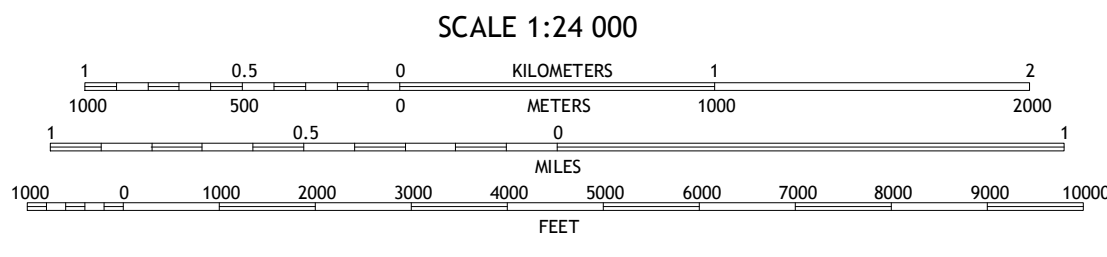 SCALE 1:24 000
1 0.5 0 KILOMETERS 1 2
1000 500 0 METERS 1000 2000
1 0.5 0 1
MILES
1000 0 1000 2000 3000 4000 5000 6000 7000 8000 9000 10000
FEET